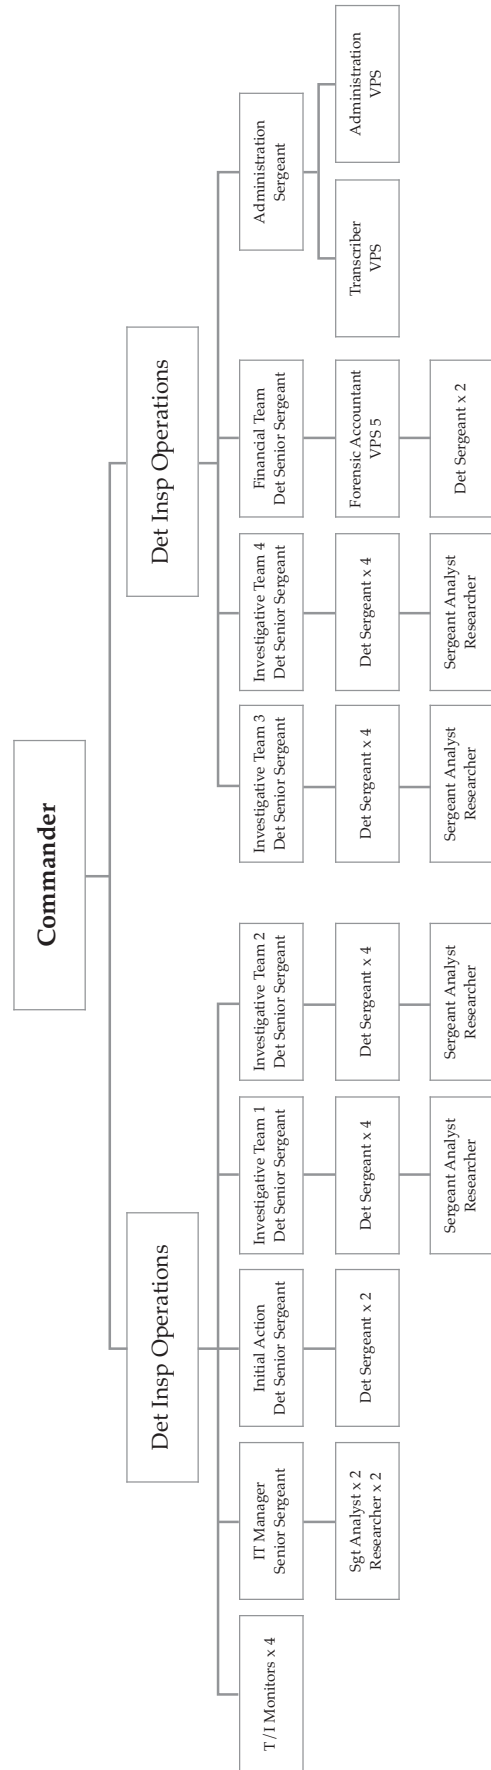 Commander
Det Insp Operations
Det Insp Operations
T/I Monitors x 4
IT Manager
Senior Sergeant
Initial Action
Det Senior Sergeant
Investigative Team 1
Det Senior Sergeant
Investigative Team 2
Det Senior Sergeant
Investigative Team 3
Det Senior Sergeant
Investigative Team 4
Det Senior Sergeant
Financial Team
Det Senior Sergeant
Administration
Sergeant
Sgt Analyst x 2
Researcher x 2
Det Sergeant x 2
Det Sergeant x 4
Det Sergeant x 4
Det Sergeant x 4
Det Sergeant x 4
Forensic Accountant
VPS 5
Transcriber
VPS
Administration
VPS
Sergeant Analyst
Researcher
Sergeant Analyst
Researcher
Sergeant Analyst
Researcher
Sergeant Analyst
Researcher
Det Sergeant x 2